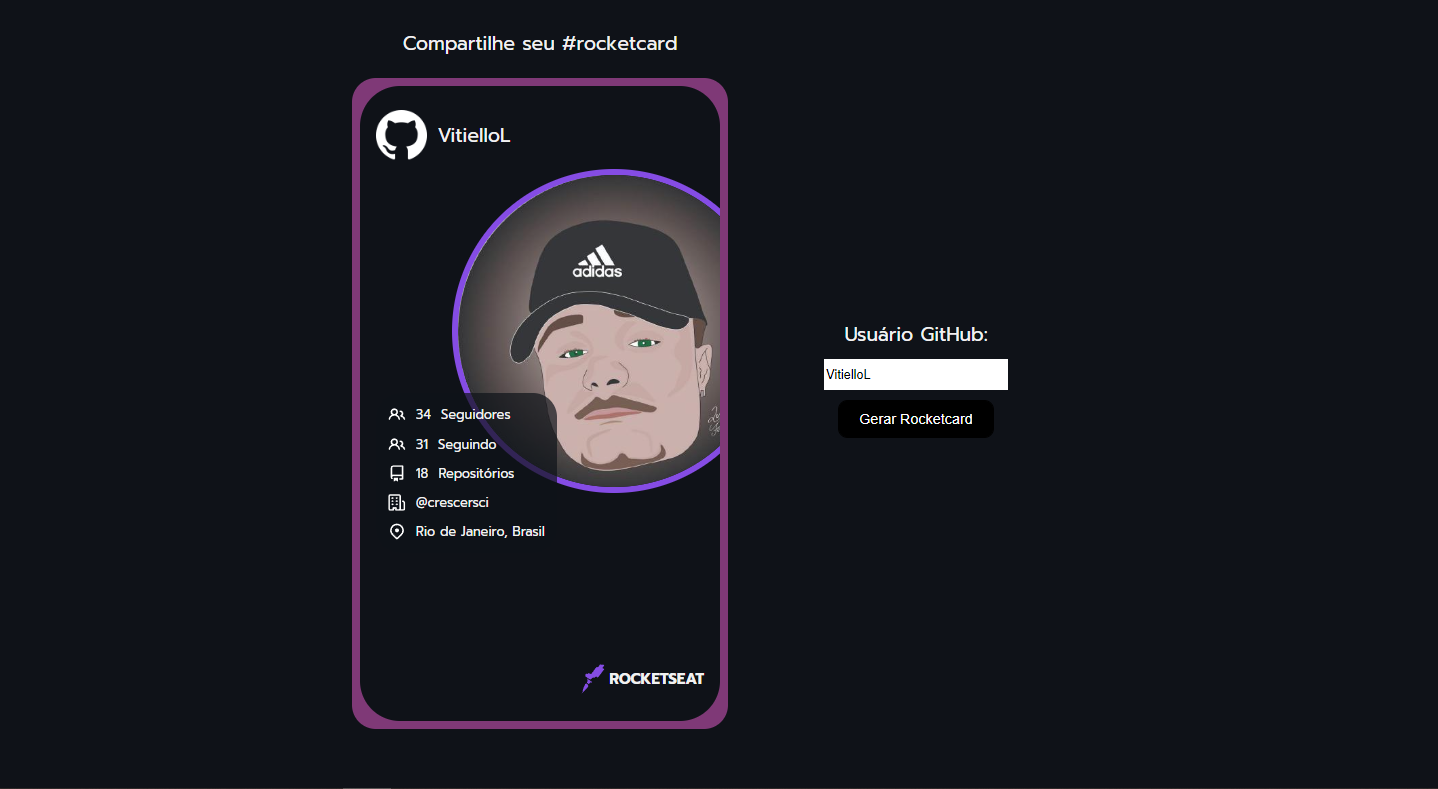 Compartilhe seu #rocketcard
VitielloL
adidas
34 Seguidores
31 Seguindo
18 Repositórios
@crescersci
Rio de Janeiro, Brasil
ROCKETSEAT
Usuário GitHub:
VitielloL
Gerar Rocketcard